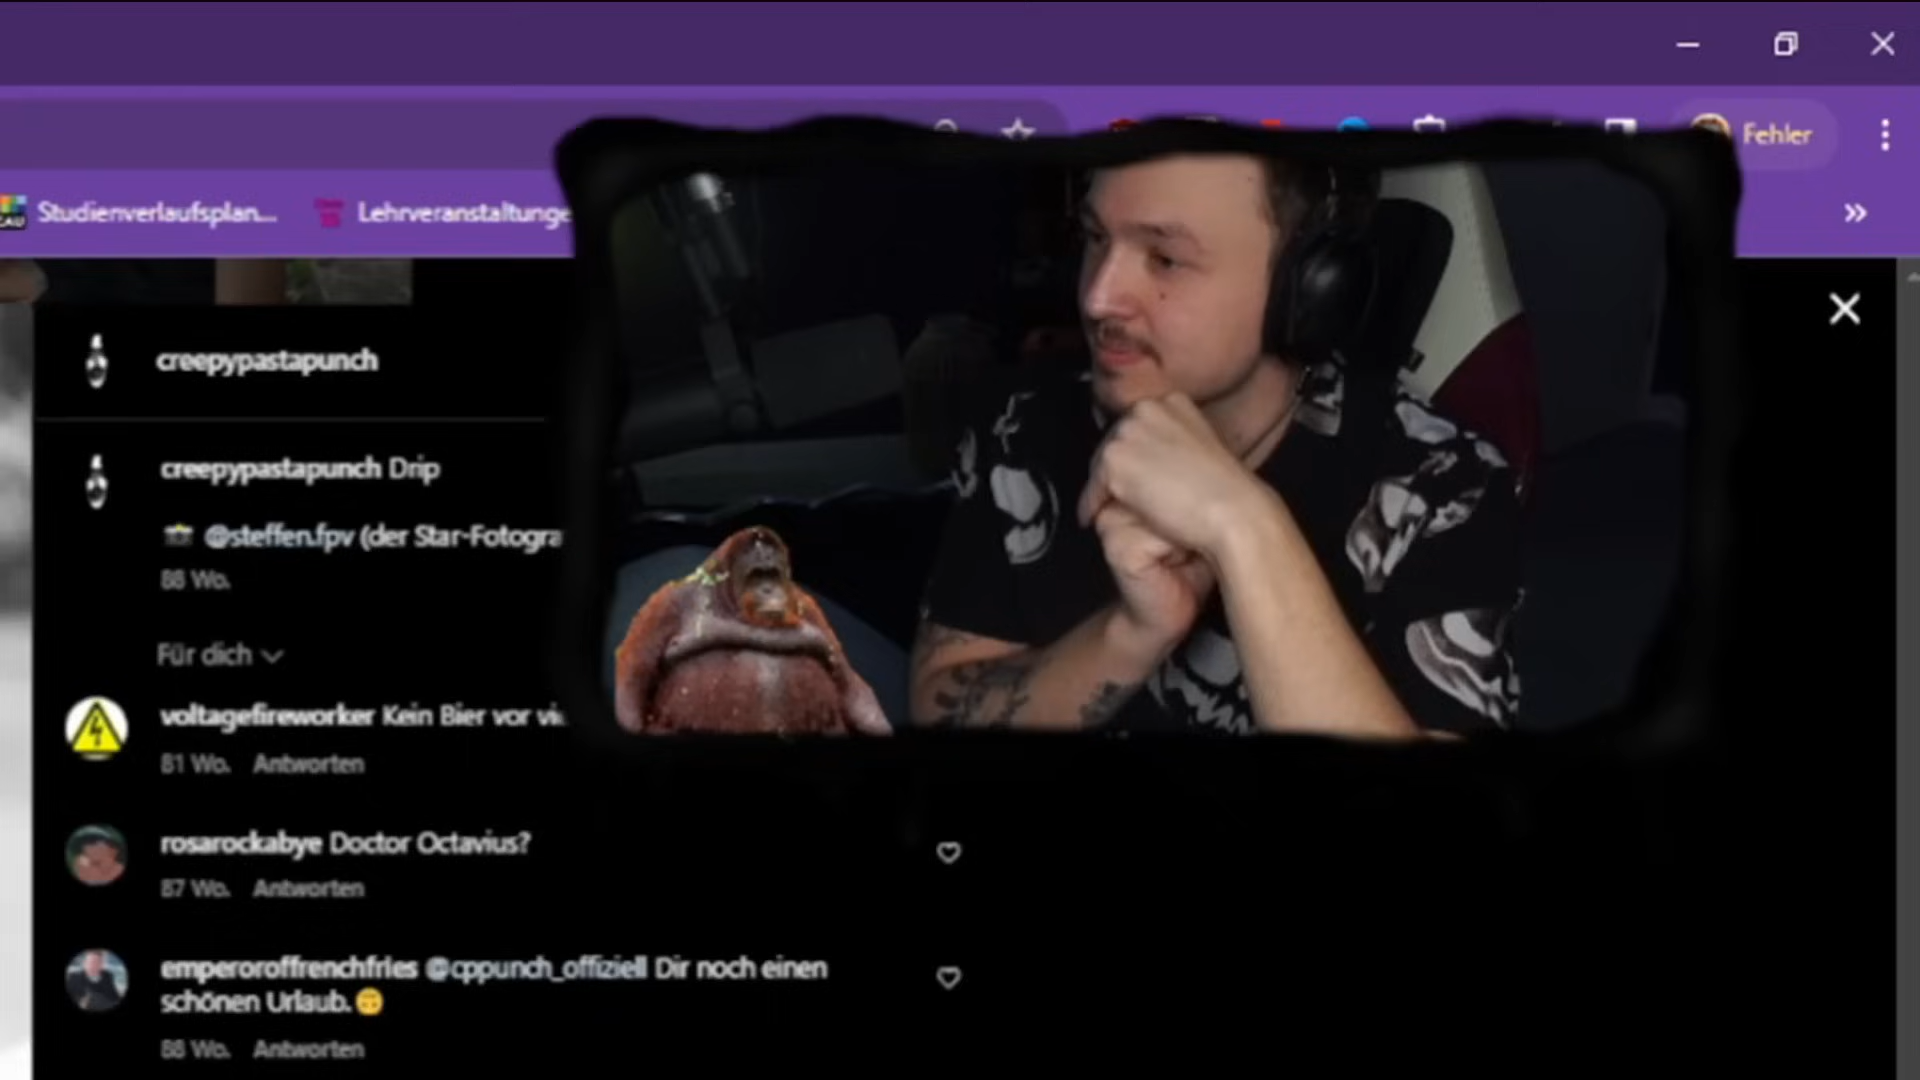 Fehler
CAU Studienverlaufsplan... Lehrveranstaltunge
creepypastapunch
creepypastapunch Drip
@steffen.fpv (der Star-Fotogra
88 Wo.
Für dich
voltagefireworker Kein Bier vor vi
81 Wo. Antworten
rosarockabye Doctor Octavius?
87 Wo. Antworten
emperoroffrenchfries @cppunch_offiziell Dir noch einen
schönen Urlaub.🙃
88 Wo. Antworten